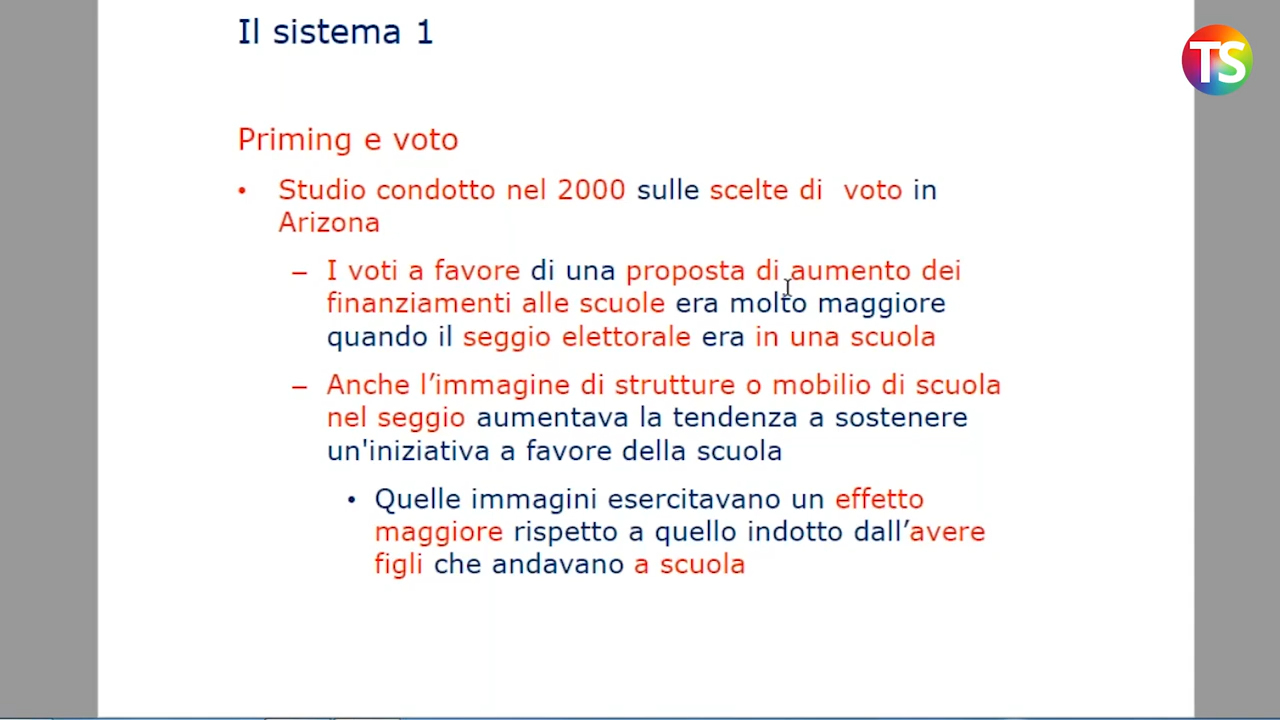 Il sistema 1
TS
Priming e voto
• Studio condotto nel 2000 sulle scelte di voto in
Arizona
– I voti a favore di una proposta di aumento dei
finanziamenti alle scuole era molto maggiore
quando il seggio elettorale era in una scuola
– Anche l’immagine di strutture o mobilio di scuola
nel seggio aumentava la tendenza a sostenere
un'iniziativa a favore della scuola
• Quelle immagini esercitavano un effetto
maggiore rispetto a quello indotto dall’avere
figli che andavano a scuola